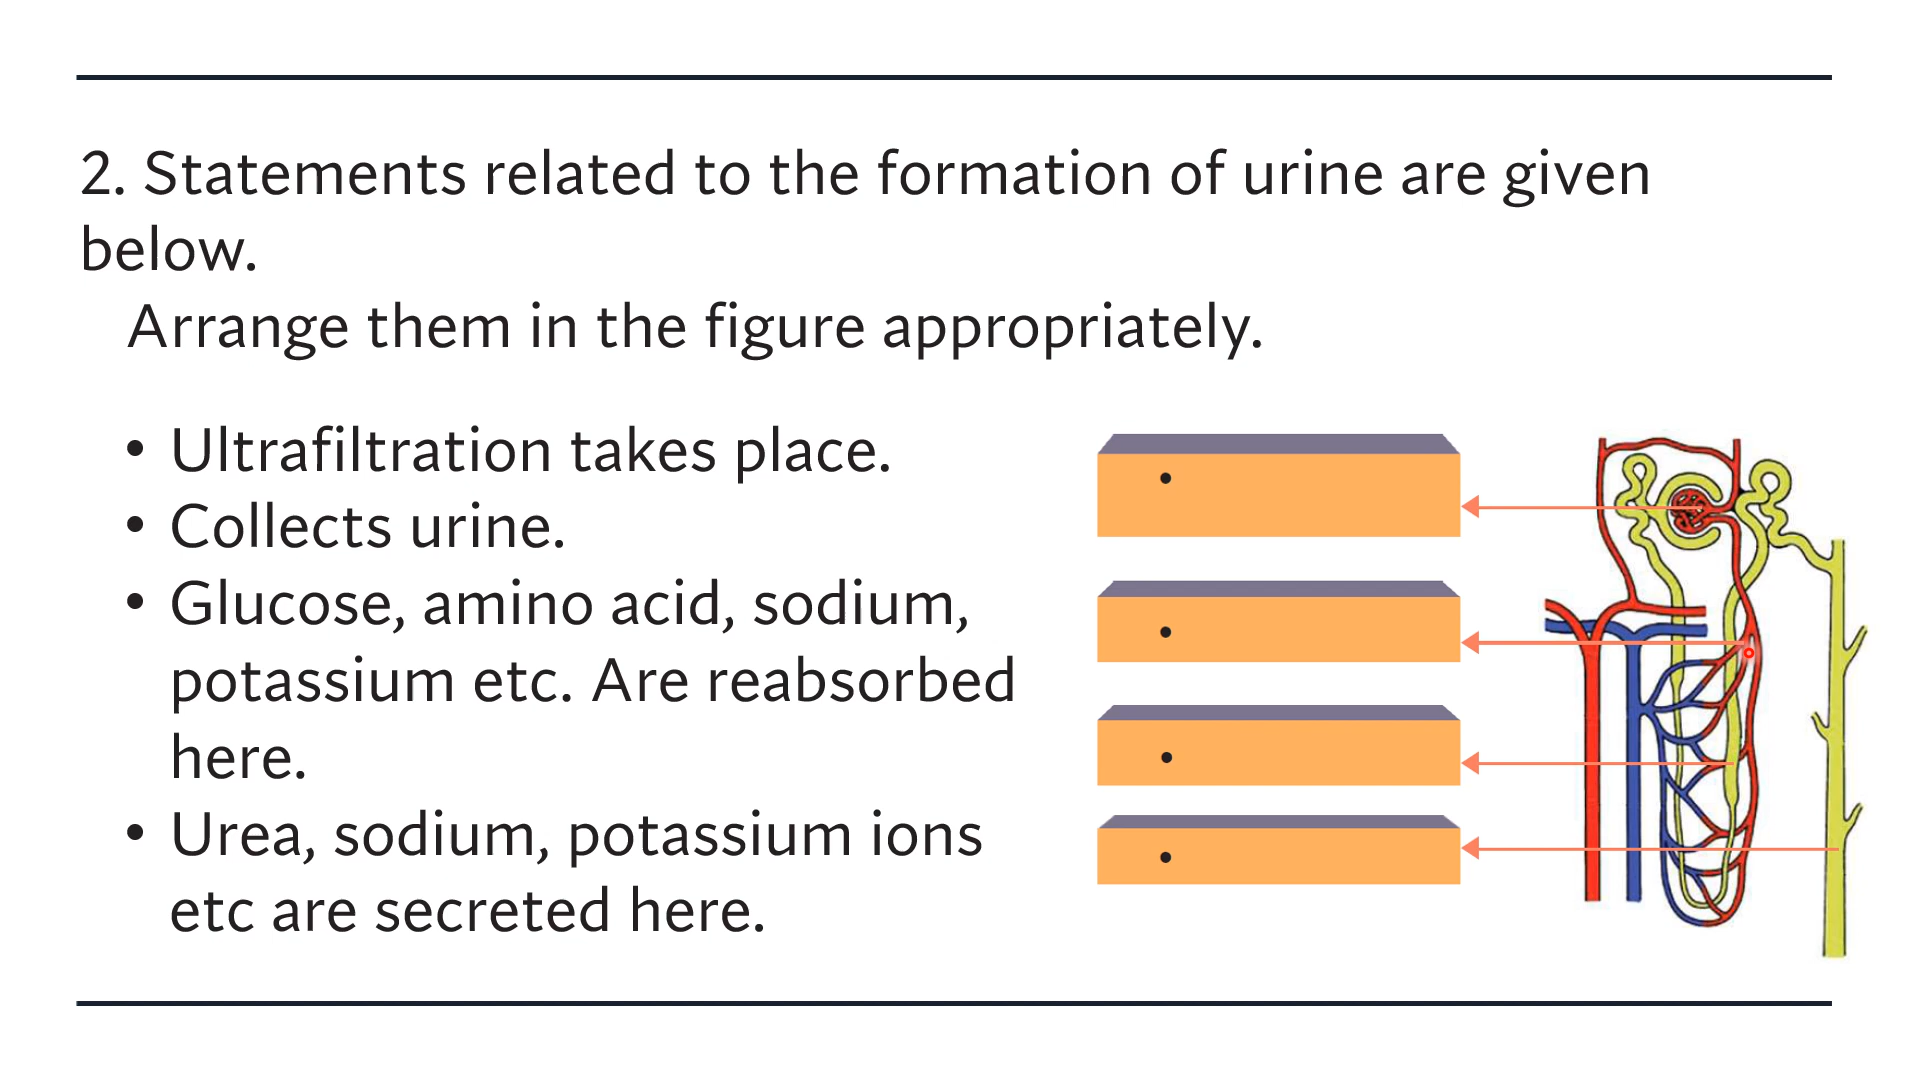 2. Statements related to the formation of urine are given
below.
Arrange them in the figure appropriately.
• Ultrafiltration takes place.
• Collects urine.
• Glucose, amino acid, sodium,
potassium etc. Are reabsorbed
here.
• Urea, sodium, potassium ions
etc are secreted here.